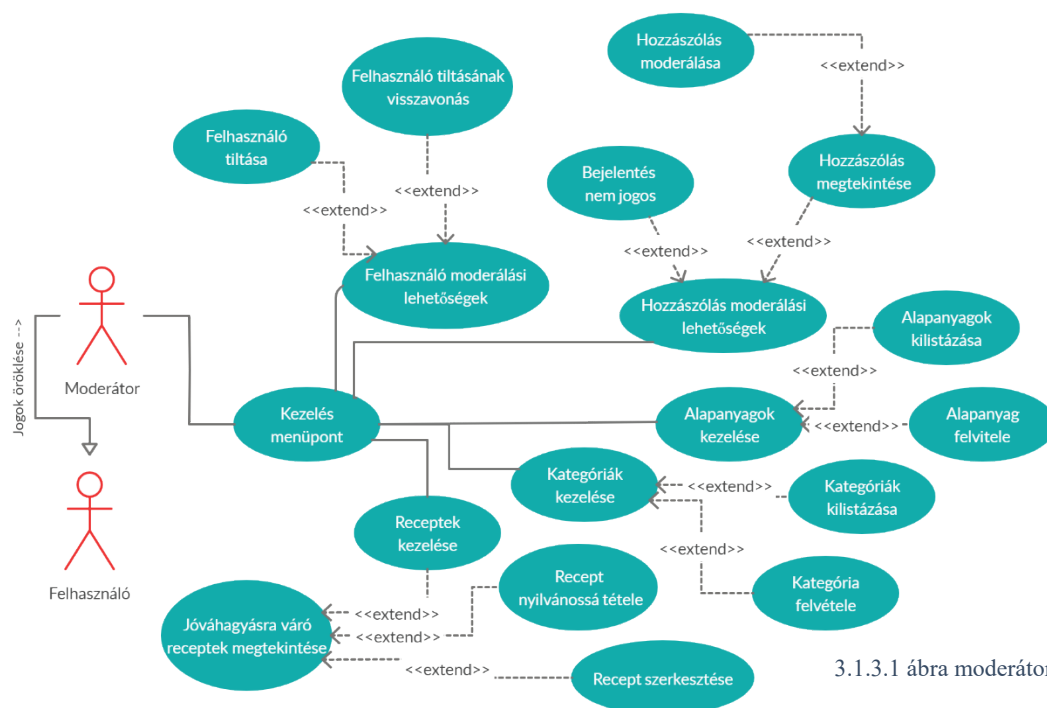 Hozzászólás
moderálása
<<extend>>
Felhasználó tiltásának
visszavonás
Felhasználó
tiltása
<<extend>>
<<extend>>
Bejelentés
nem jogos
Hozzászólás
megtekintése
<<extend>>
<<extend>>
Felhasználó moderálási
lehetőségek
Hozzászólás moderálási
lehetőségek
Alapanyagok
kilistázása
<<extend>>
Jogok öröklése -->
Moderátor
Kezelés
menüpont
Alapanyagok
kezelése
<<extend>>
Alapanyag
felvitele
Kategóriák
kezelése
<<extend>>
Kategóriák
kilistázása
Felhasználó
Receptek
kezelése
<<extend>>
Recept
nyilvánossá tétele
Kategória
felvétele
Jóváhagyásra váró
receptek megtekintése
<<extend>>
<<extend>>
<<extend>>
Recept szerkesztése
3.1.3.1 ábra moderátor